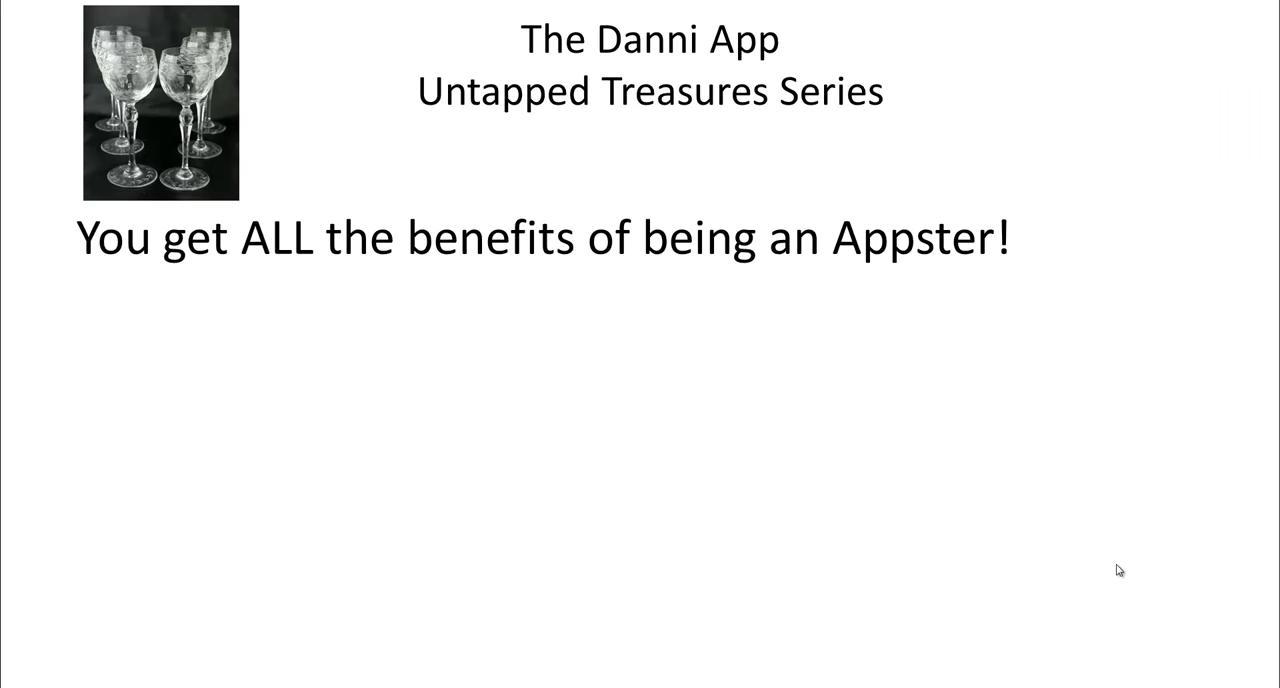 The Danni App
Untapped Treasures Series
You get ALL the benefits of being an Appster!